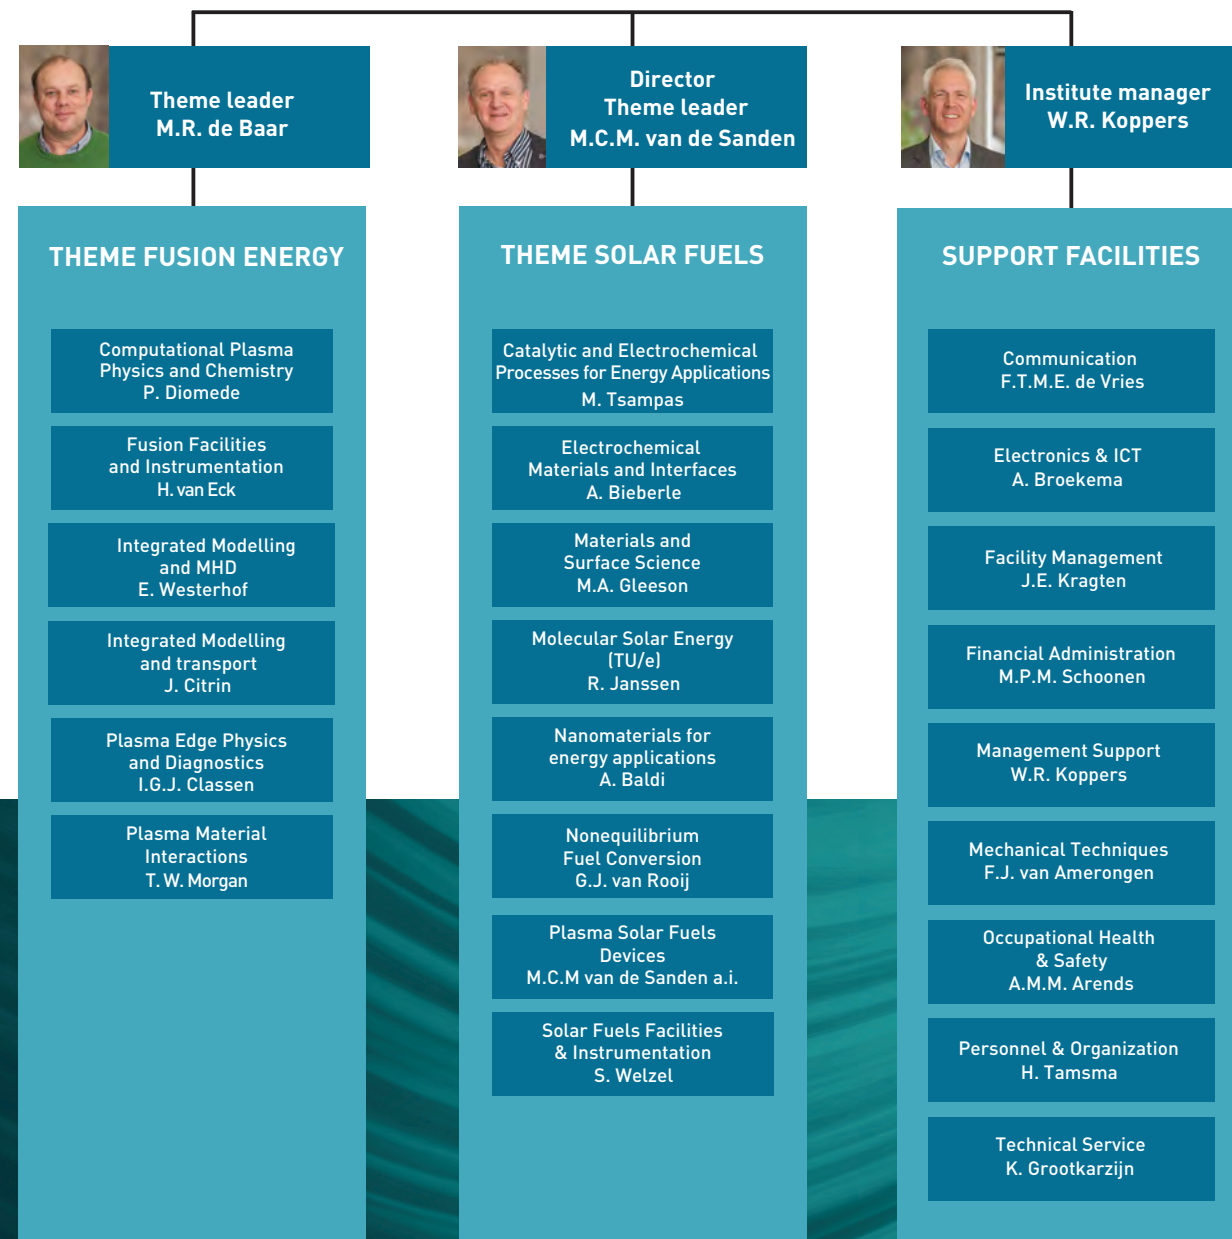 Theme leader
M.R. de Baar
Director
Theme leader
M.C.M. van de Sanden
Institute manager
W.R. Koppers
THEME FUSION ENERGY
Computational Plasma
Physics and Chemistry
P. Diomede
Fusion Facilities
and Instrumentation
H. van Eck
Integrated Modelling
and MHD
E. Westerhof
Integrated Modelling
and transport
J. Citrin
Plasma Edge Physics
and Diagnostics
I.G.J. Classen
Plasma Material
Interactions
T. W. Morgan
THEME SOLAR FUELS
Catalytic and Electrochemical
Processes for Energy Applications
M. Tsampas
Electrochemical
Materials and Interfaces
A. Bieberle
Materials and
Surface Science
M.A. Gleeson
Molecular Solar Energy
(TU/e)
R. Janssen
Nanomaterials for
energy applications
A. Baldi
Nonequilibrium
Fuel Conversion
G.J. van Rooij
Plasma Solar Fuels
Devices
M.C.M van de Sanden a.i.
Solar Fuels Facilities
& Instrumentation
S. Welzel
SUPPORT FACILITIES
Communication
F.T.M.E. de Vries
Electronics & ICT
A. Broekema
Facility Management
J.E. Kragten
Financial Administration
M.P.M. Schoonen
Management Support
W.R. Koppers
Mechanical Techniques
F.J. van Amerongen
Occupational Health
& Safety
A.M.M. Arends
Personnel & Organization
H. Tamsma
Technical Service
K. Grootkarzijn